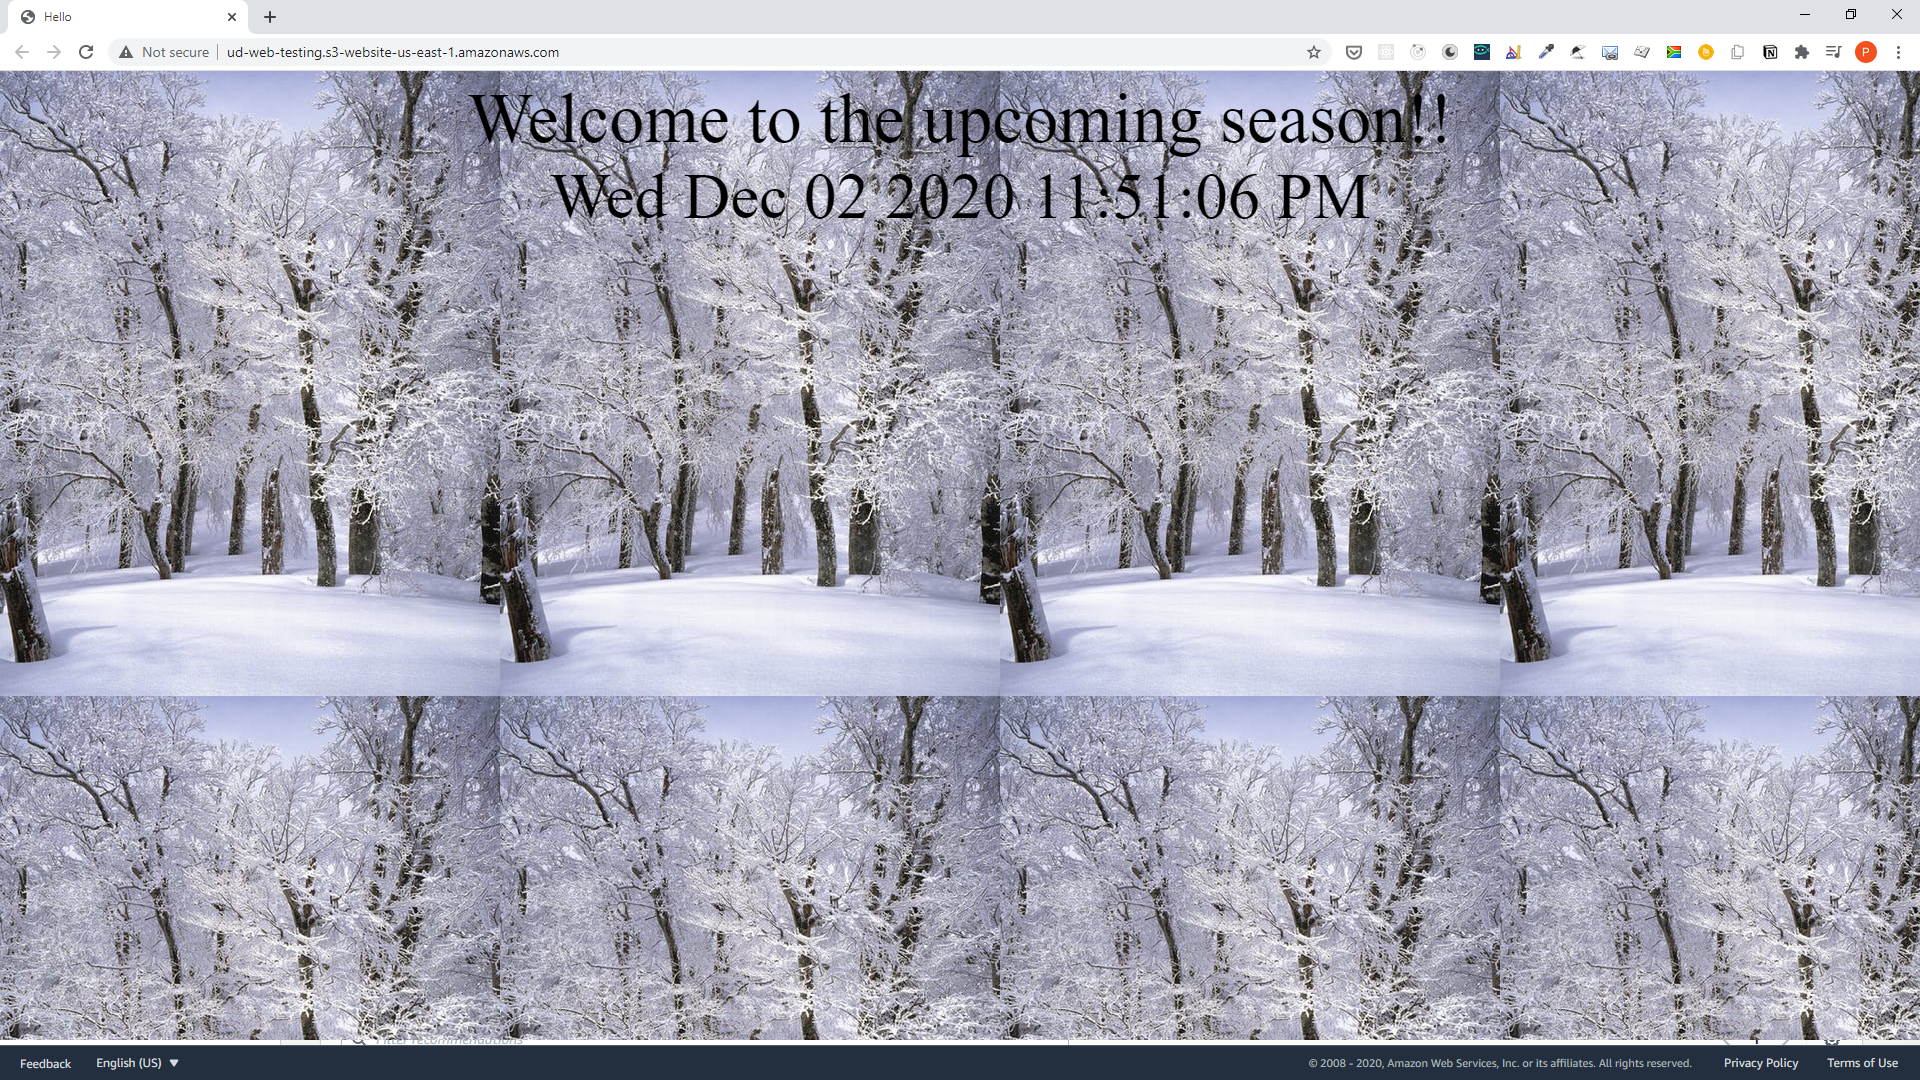 Hello
Not secure
ud-web-testing.s3-website-us-east-1.amazonaws.com
P
Welcome to the upcoming season!!
Wed Dec 02 2020 11:51:06 PM
Filter recommendations
Feedback
English (US)
© 2008 - 2020, Amazon Web Services, Inc. or its affiliates. All rights reserved.
Privacy Policy
Terms of Use